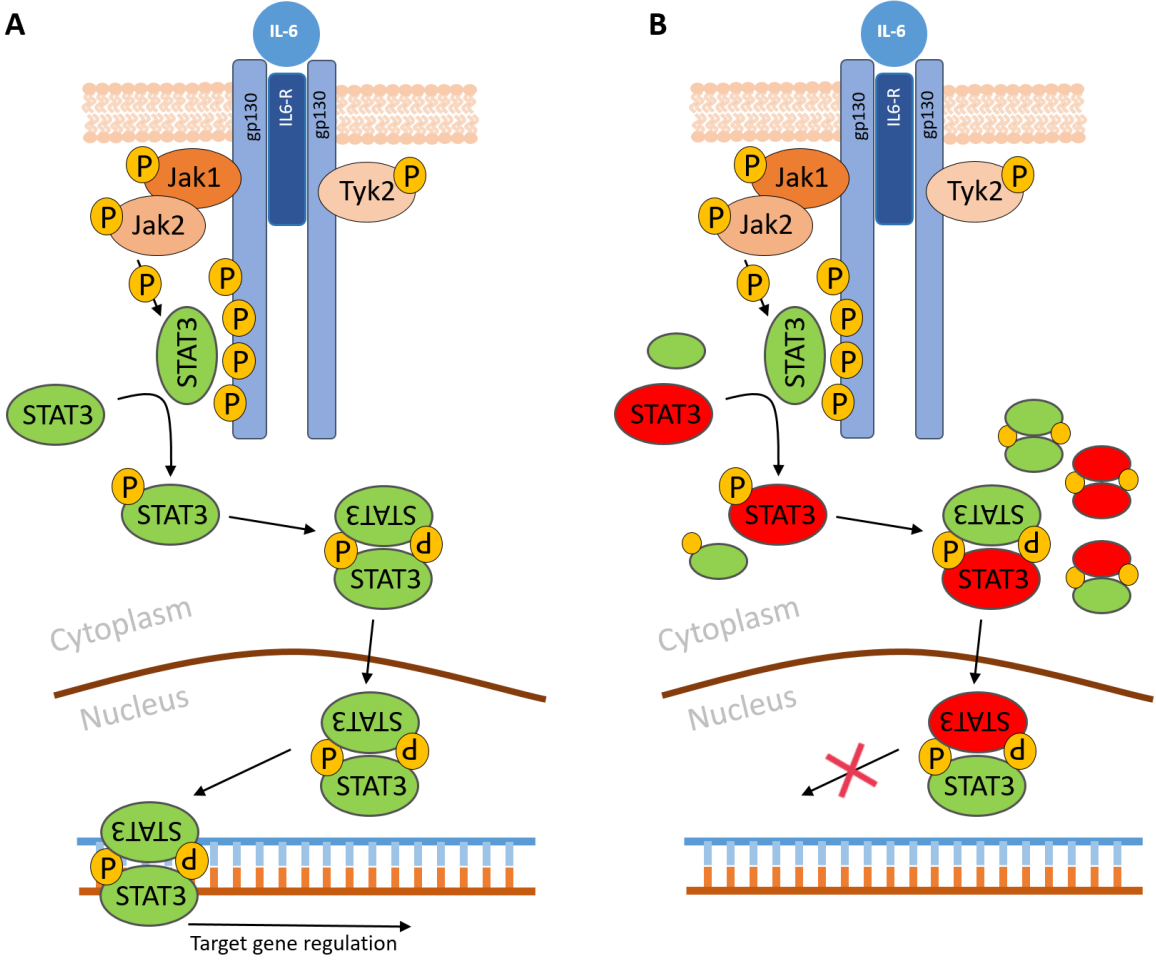 A
IL-6
gp130
IL6-R
gp130
P
Jak1
P
Jak2
Tyk2
P
P
P
P
P
P
STAT3
STAT3
P
STAT3
STAT3
P
P
STAT3
Cytoplasm
Nucleus
STAT3
P
P
STAT3
STAT3
P
P
STAT3
Target gene regulation
B
IL-6
gp130
IL6-R
gp130
P
Jak1
P
Jak2
Tyk2
P
P
P
P
P
P
STAT3
STAT3
P
STAT3
STAT3
P
P
STAT3
Cytoplasm
Nucleus
STAT3
P
P
STAT3